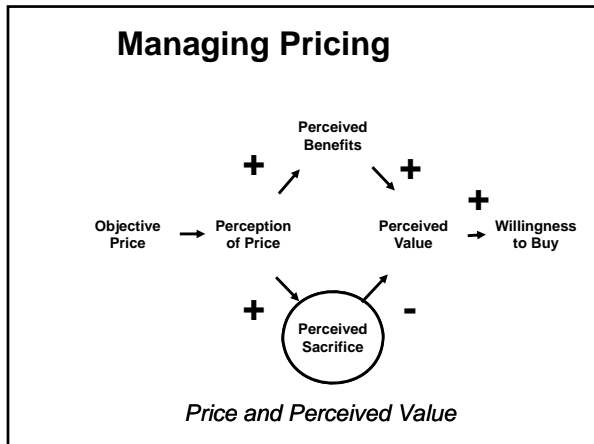 Managing Pricing
Perceived
Benefits
+
+
+
Objective
Price
Perception
of Price
Perceived
Value
Willingness
to Buy
+
-
Perceived
Sacrifice
Price and Perceived Value